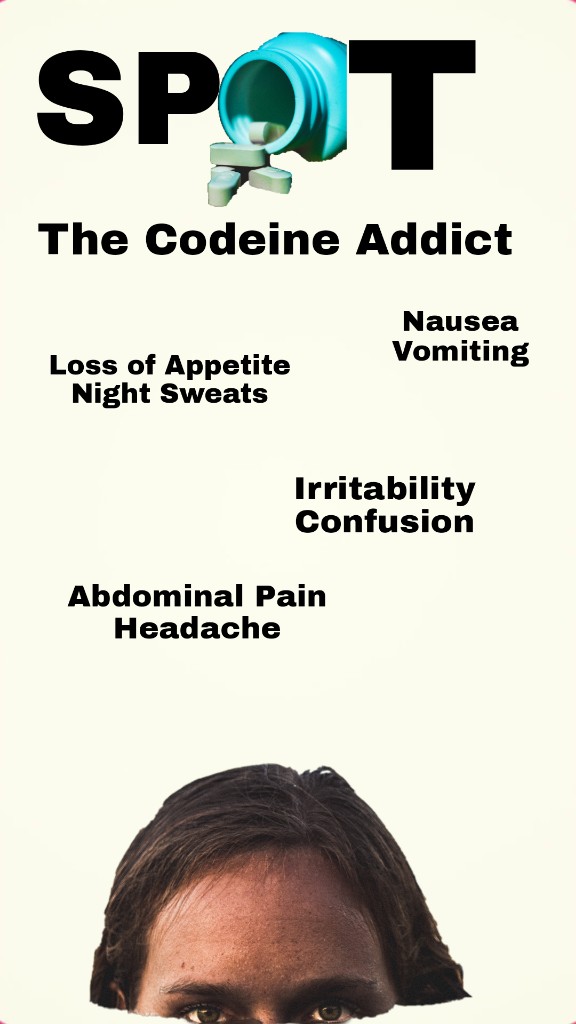 SPOT
The Codeine Addict
Nausea
Vomiting
Loss of Appetite
Night Sweats
Irritability
Confusion
Abdominal Pain
Headache